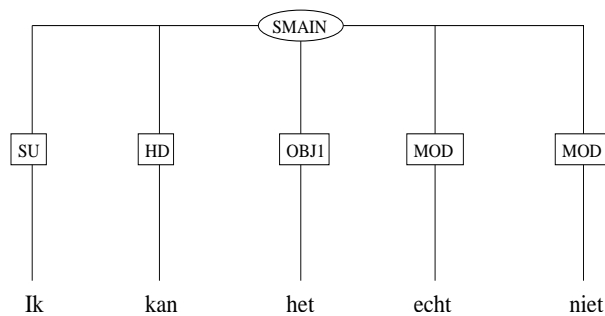 SMAIN
SU HD OBJ1 MOD MOD
Ik kan het echt niet